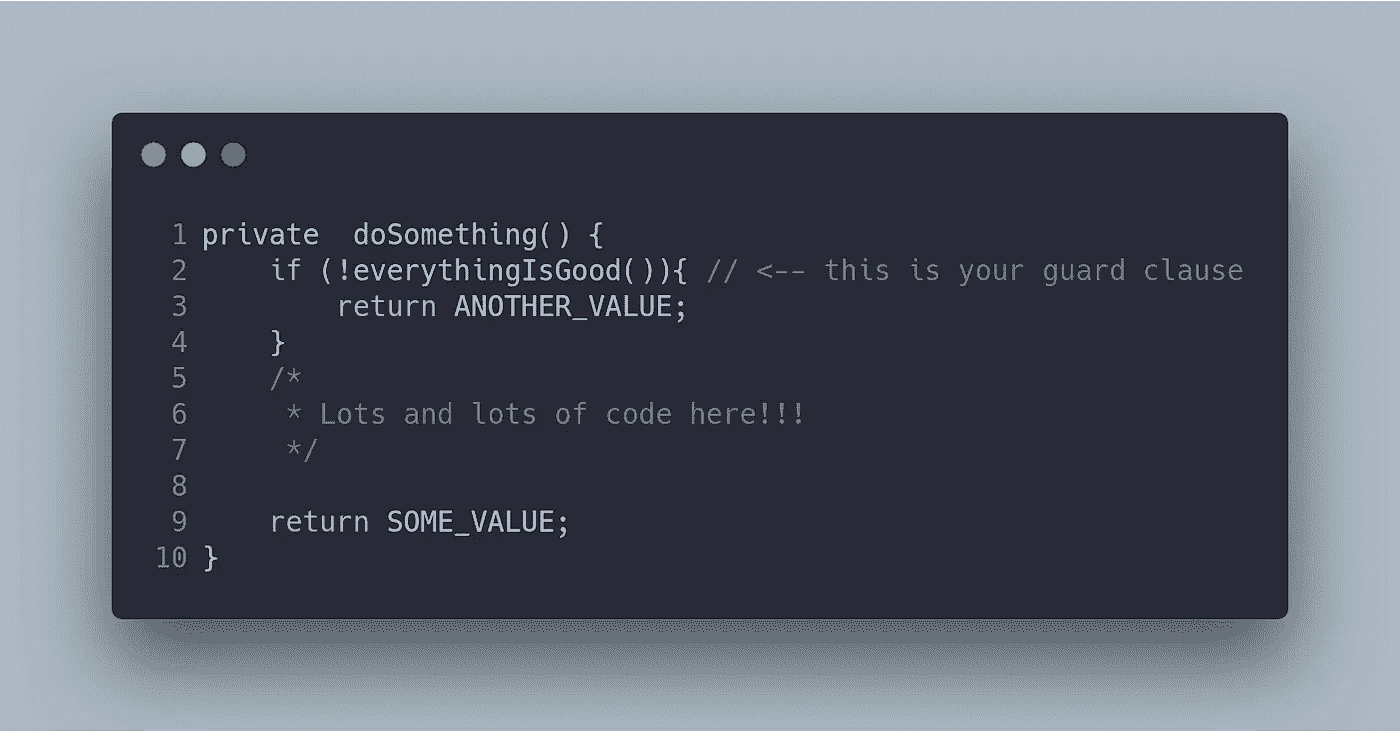 1 private  doSomething() {
2     if (!everythingIsGood()){ // <-- this is your guard clause
3         return ANOTHER_VALUE;
4     }
5     /*
6      * Lots and lots of code here!!!
7      */
8
9     return SOME_VALUE;
10 }